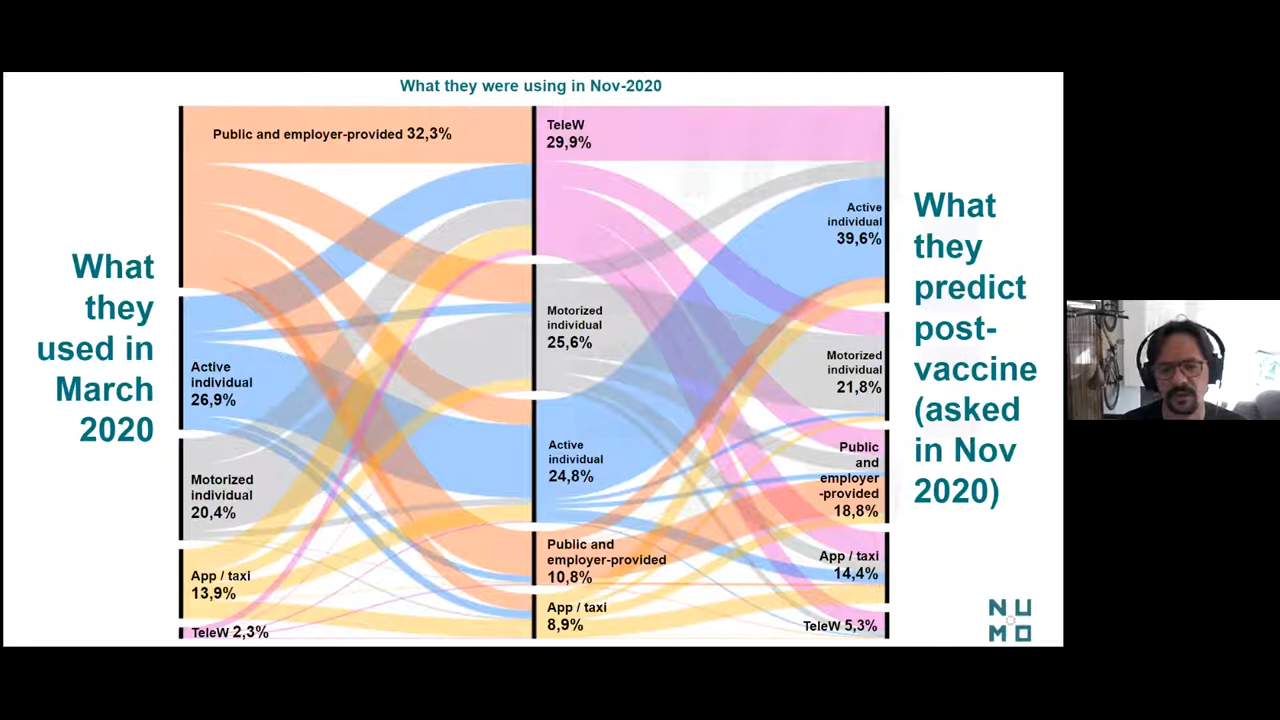 What they were using in Nov-2020
What
they
used in
March
2020
Public and employer-provided 32,3%
Active
individual
26,9%
Motorized
individual
20,4%
App / taxi
13,9%
TeleW 2,3%
TeleW
29,9%
Motorized
individual
25,6%
Active
individual
24,8%
Public and
employer-provided
10,8%
App / taxi
8,9%
Active
individual
39,6%
Motorized
individual
21,8%
Public
and
employer
-provided
18,8%
App / taxi
14,4%
TeleW 5,3%
What
they
predict
post-
vaccine
(asked
in Nov
2020)
NU
MO